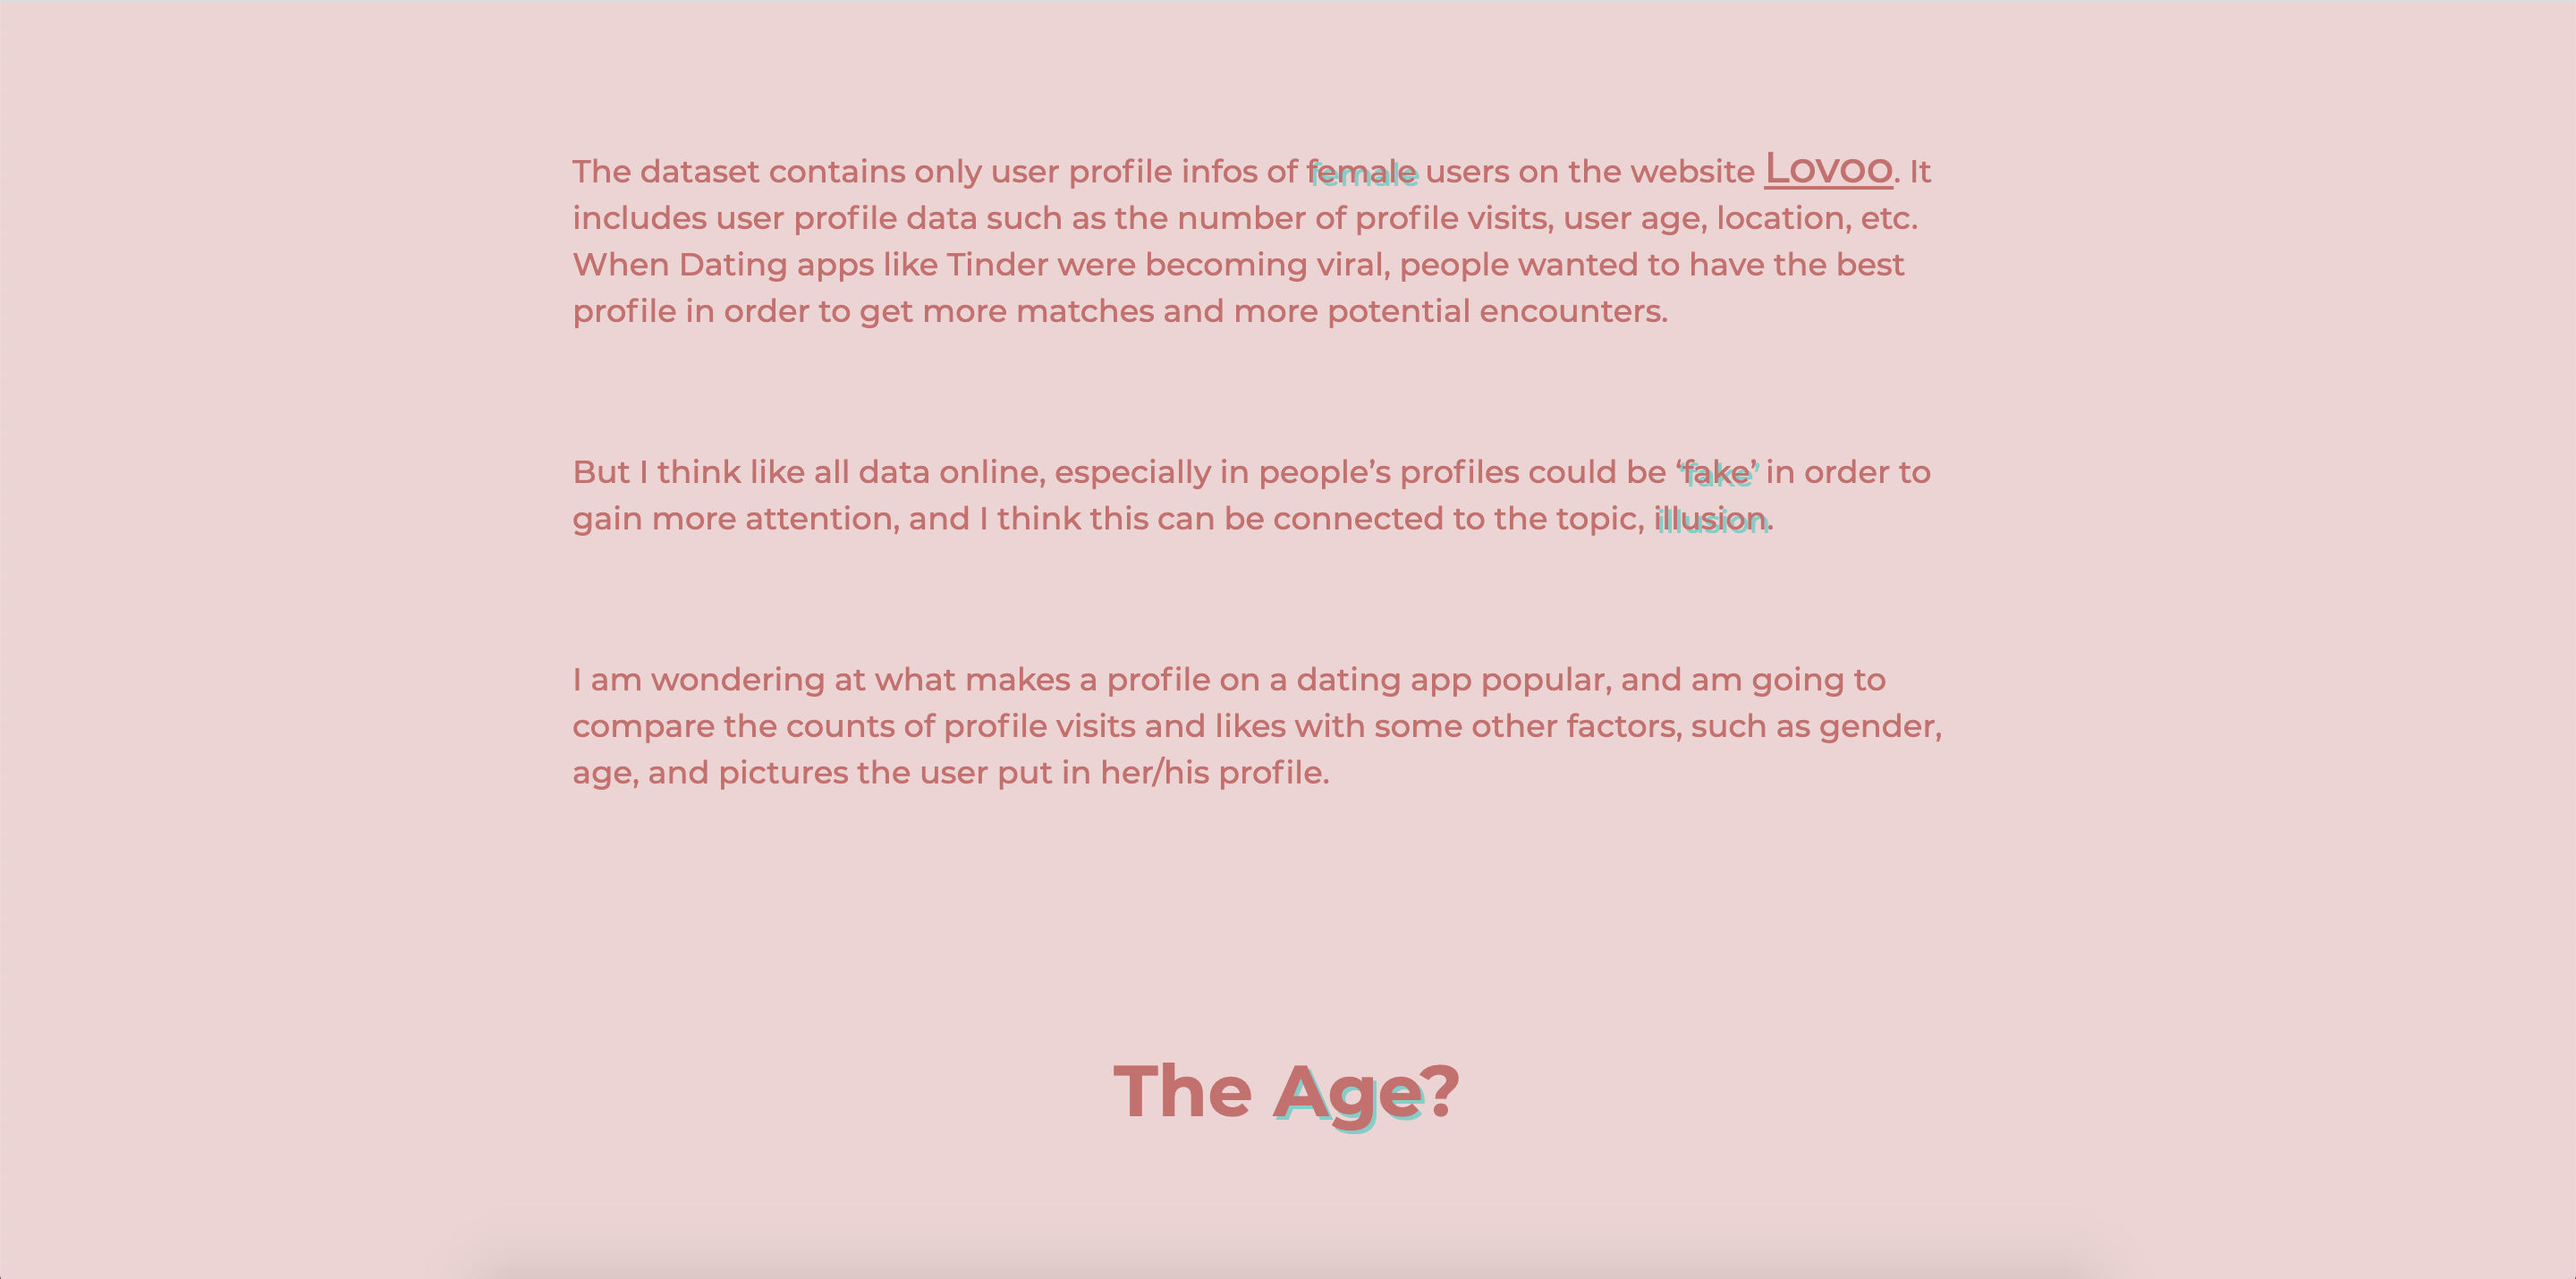 The dataset contains only user profile infos of female users on the website Lovoo. It
includes user profile data such as the number of profile visits, user age, location, etc.
When Dating apps like Tinder were becoming viral, people wanted to have the best
profile in order to get more matches and more potential encounters.
But I think like all data online, especially in people’s profiles could be ‘fake’ in order to
gain more attention, and I think this can be connected to the topic, illusion.
I am wondering at what makes a profile on a dating app popular, and am going to
compare the counts of profile visits and likes with some other factors, such as gender,
age, and pictures the user put in her/his profile.
The Age?